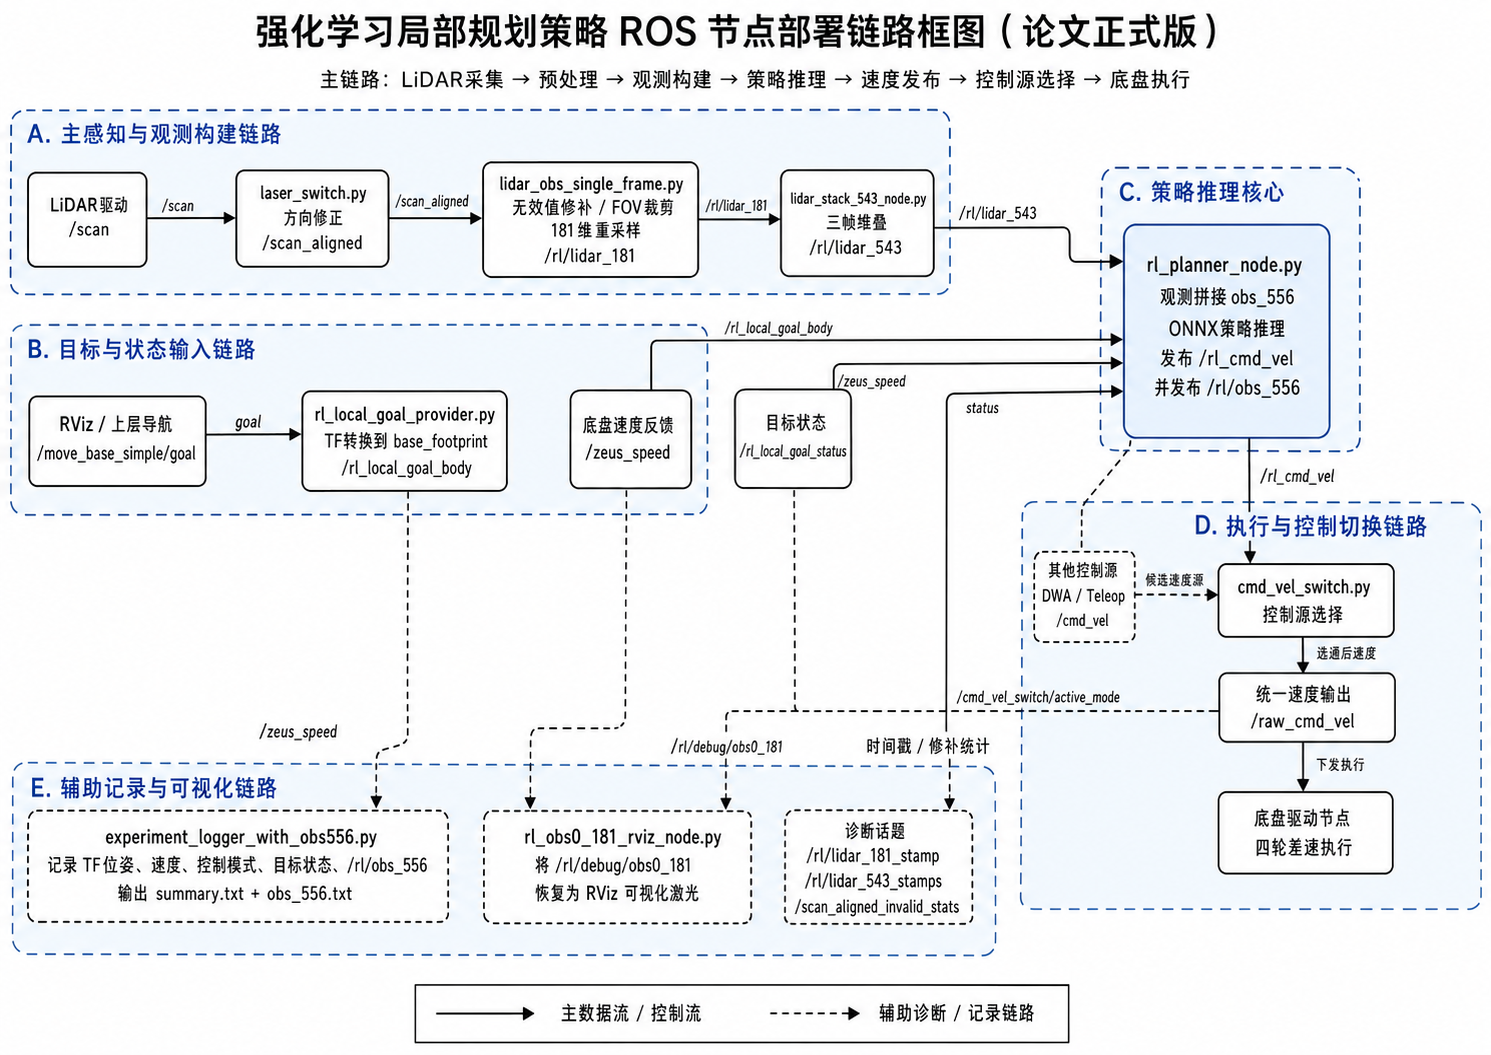 强化学习局部规划策略 ROS 节点部署链路框图（论文正式版）
主链路：LiDAR采集 → 预处理 → 观测构建 → 策略推理 → 速度发布 → 控制源选择 → 底盘执行
A. 主感知与观测构建链路
LiDAR驱动
/scan
/scan
laser_switch.py
方向修正
/scan_aligned
/scan_aligned
lidar_obs_single_frame.py
无效值修补 / FOV裁剪
181维重采样
/rl/lidar_181
/rl/lidar_181
lidar_stack_543_node.py
三帧堆叠
/rl/lidar_543
/rl/lidar_543
C. 策略推理核心
rl_planner_node.py
观测拼接 obs_556
ONNX策略推理
发布 /rl_cmd_vel
并发布 /rl/obs_556
B. 目标与状态输入链路
RViz / 上层导航
/move_base_simple/goal
goal
rl_local_goal_provider.py
TF转换到 base_footprint
/rl_local_goal_body
底盘速度反馈
/zeus_speed
/rl_local_goal_body
目标状态
/rl_local_goal_status
/zeus_speed
status
/rl_cmd_vel
D. 执行与控制切换链路
其他控制源
DWA / Teleop
/cmd_vel
候选速度源
cmd_vel_switch.py
控制源选择
选通后速度
统一速度输出
/raw_cmd_vel
下发执行
底盘驱动节点
四轮差速执行
/cmd_vel_switch/active_mode
/zeus_speed
/rl/debug/obs0_181
时间戳 / 修补统计
E. 辅助记录与可视化链路
experiment_logger_with_obs556.py
记录 TF位姿、速度、控制模式、目标状态、/rl/obs_556
输出 summary.txt + obs_556.txt
rl_obs0_181_rviz_node.py
将 /rl/debug/obs0_181
恢复为 RViz 可视化激光
诊断话题
/rl/lidar_181_stamp
/rl/lidar_543_stamps
/scan_aligned_invalid_stats
主数据流 / 控制流
辅助诊断 / 记录链路